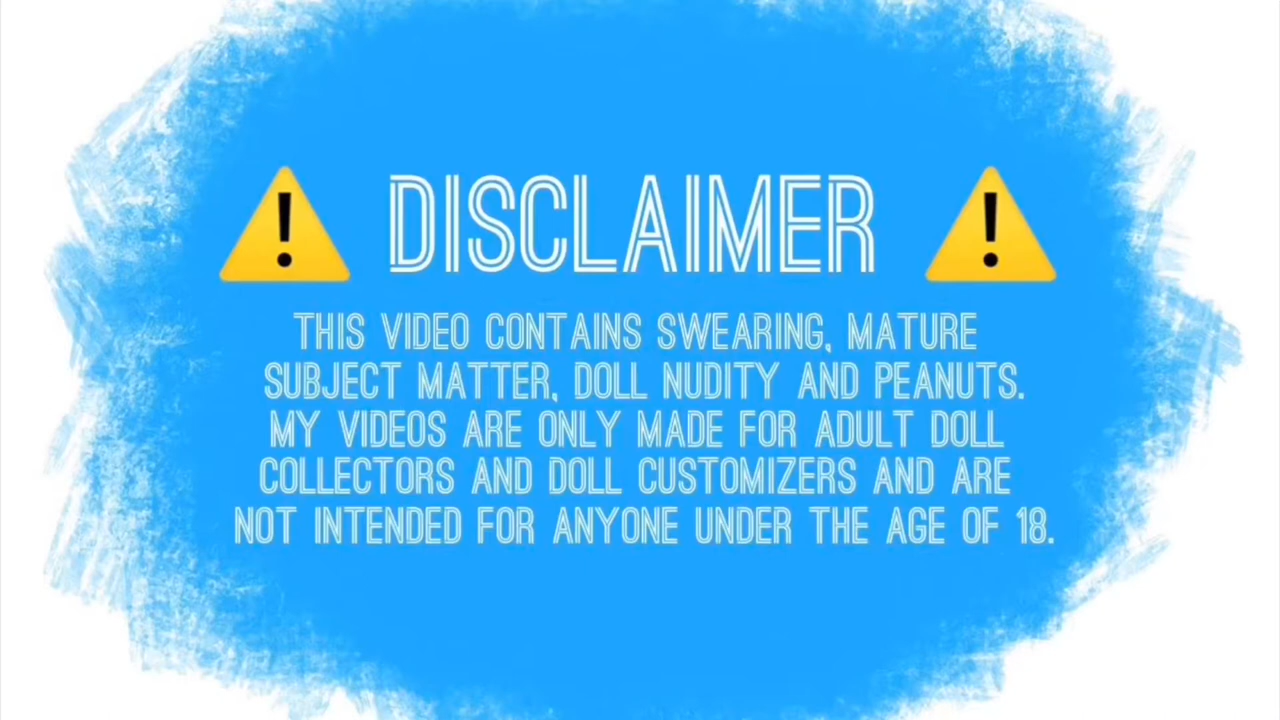 DISCLAIMER
THIS VIDEO CONTAINS SWEARING, MATURE
SUBJECT MATTER, DOLL NUDITY AND PEANUTS.
MY VIDEOS ARE ONLY MADE FOR ADULT DOLL
COLLECTORS AND DOLL CUSTOMIZERS AND ARE
NOT INTENDED FOR ANYONE UNDER THE AGE OF 18.